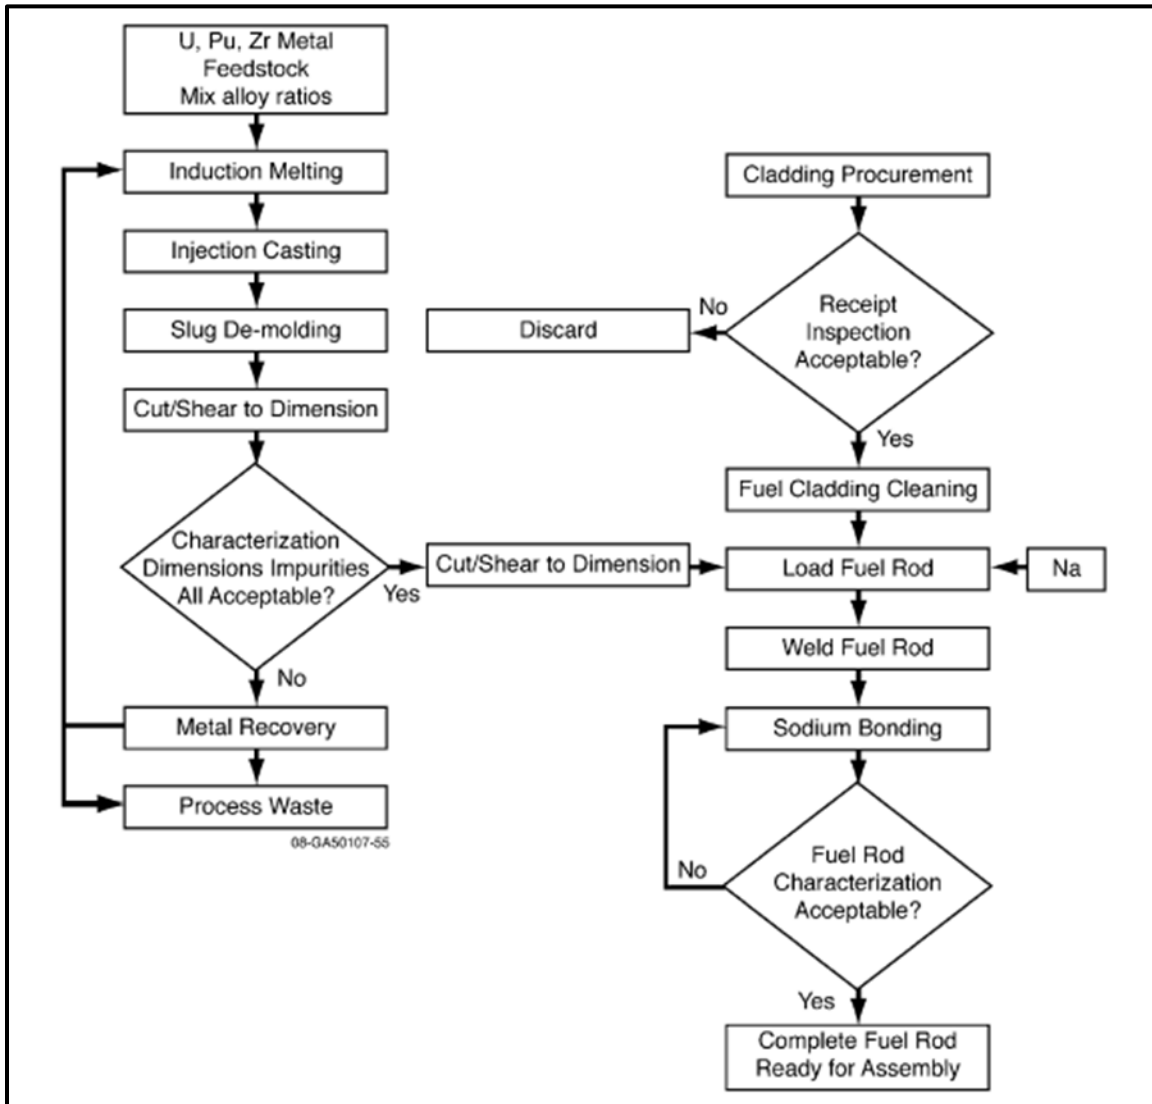 U, Pu, Zr Metal
Feedstock
Mix alloy ratios
Induction Melting
Injection Casting
Slug De-molding
Cut/Shear to Dimension
Characterization
Dimensions Impurities
All Acceptable?
Yes
No
Metal Recovery
Process Waste
08-GA50107-55
Cut/Shear to Dimension
Cladding Procurement
Receipt
Inspection
Acceptable?
No
Discard
Yes
Fuel Cladding Cleaning
Load Fuel Rod
Na
Weld Fuel Rod
Sodium Bonding
Fuel Rod
Characterization
Acceptable?
No
Yes
Complete Fuel Rod
Ready for Assembly